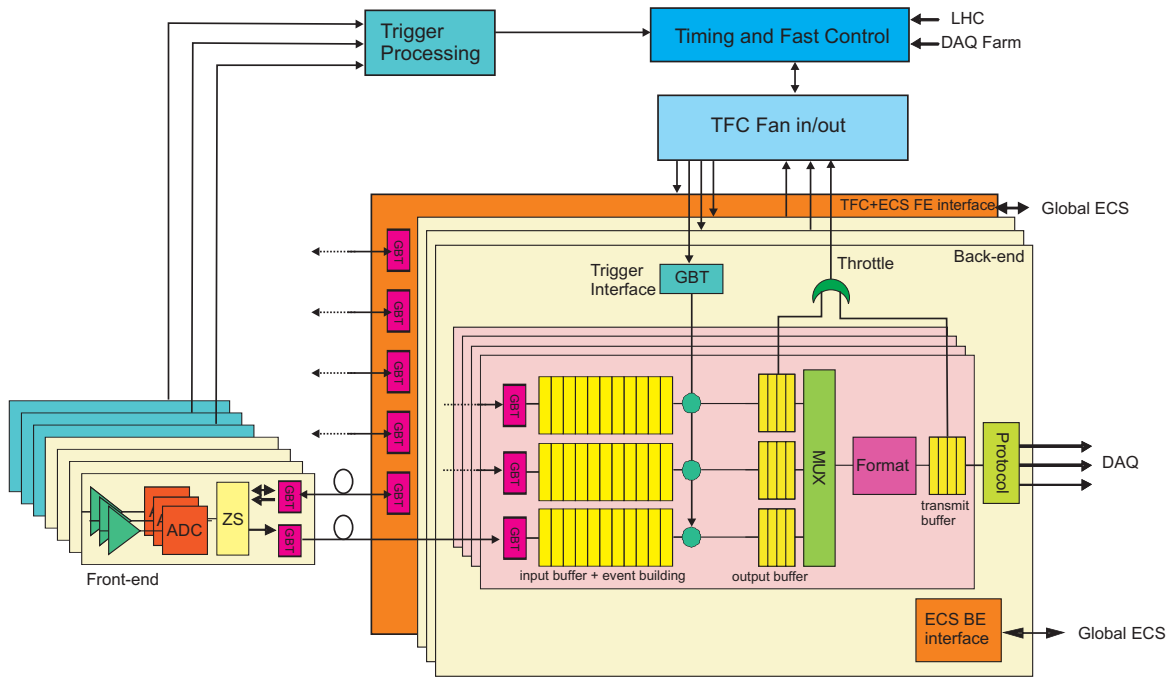 Trigger
Processing
Timing and Fast Control
LHC
DAQ Farm
TFC Fan in/out
TFC+ECS FE interface
Global ECS
Back-end
Throttle
Trigger
Interface
GBT
GBT
GBT
GBT
GBT
GBT
GBT
GBT
GBT
MUX
Format
Protocol
DAQ
transmit
buffer
input buffer + event building
output buffer
A
A
ADC
ZS
GBT
GBT
Front-end
ECS BE
interface
Global ECS